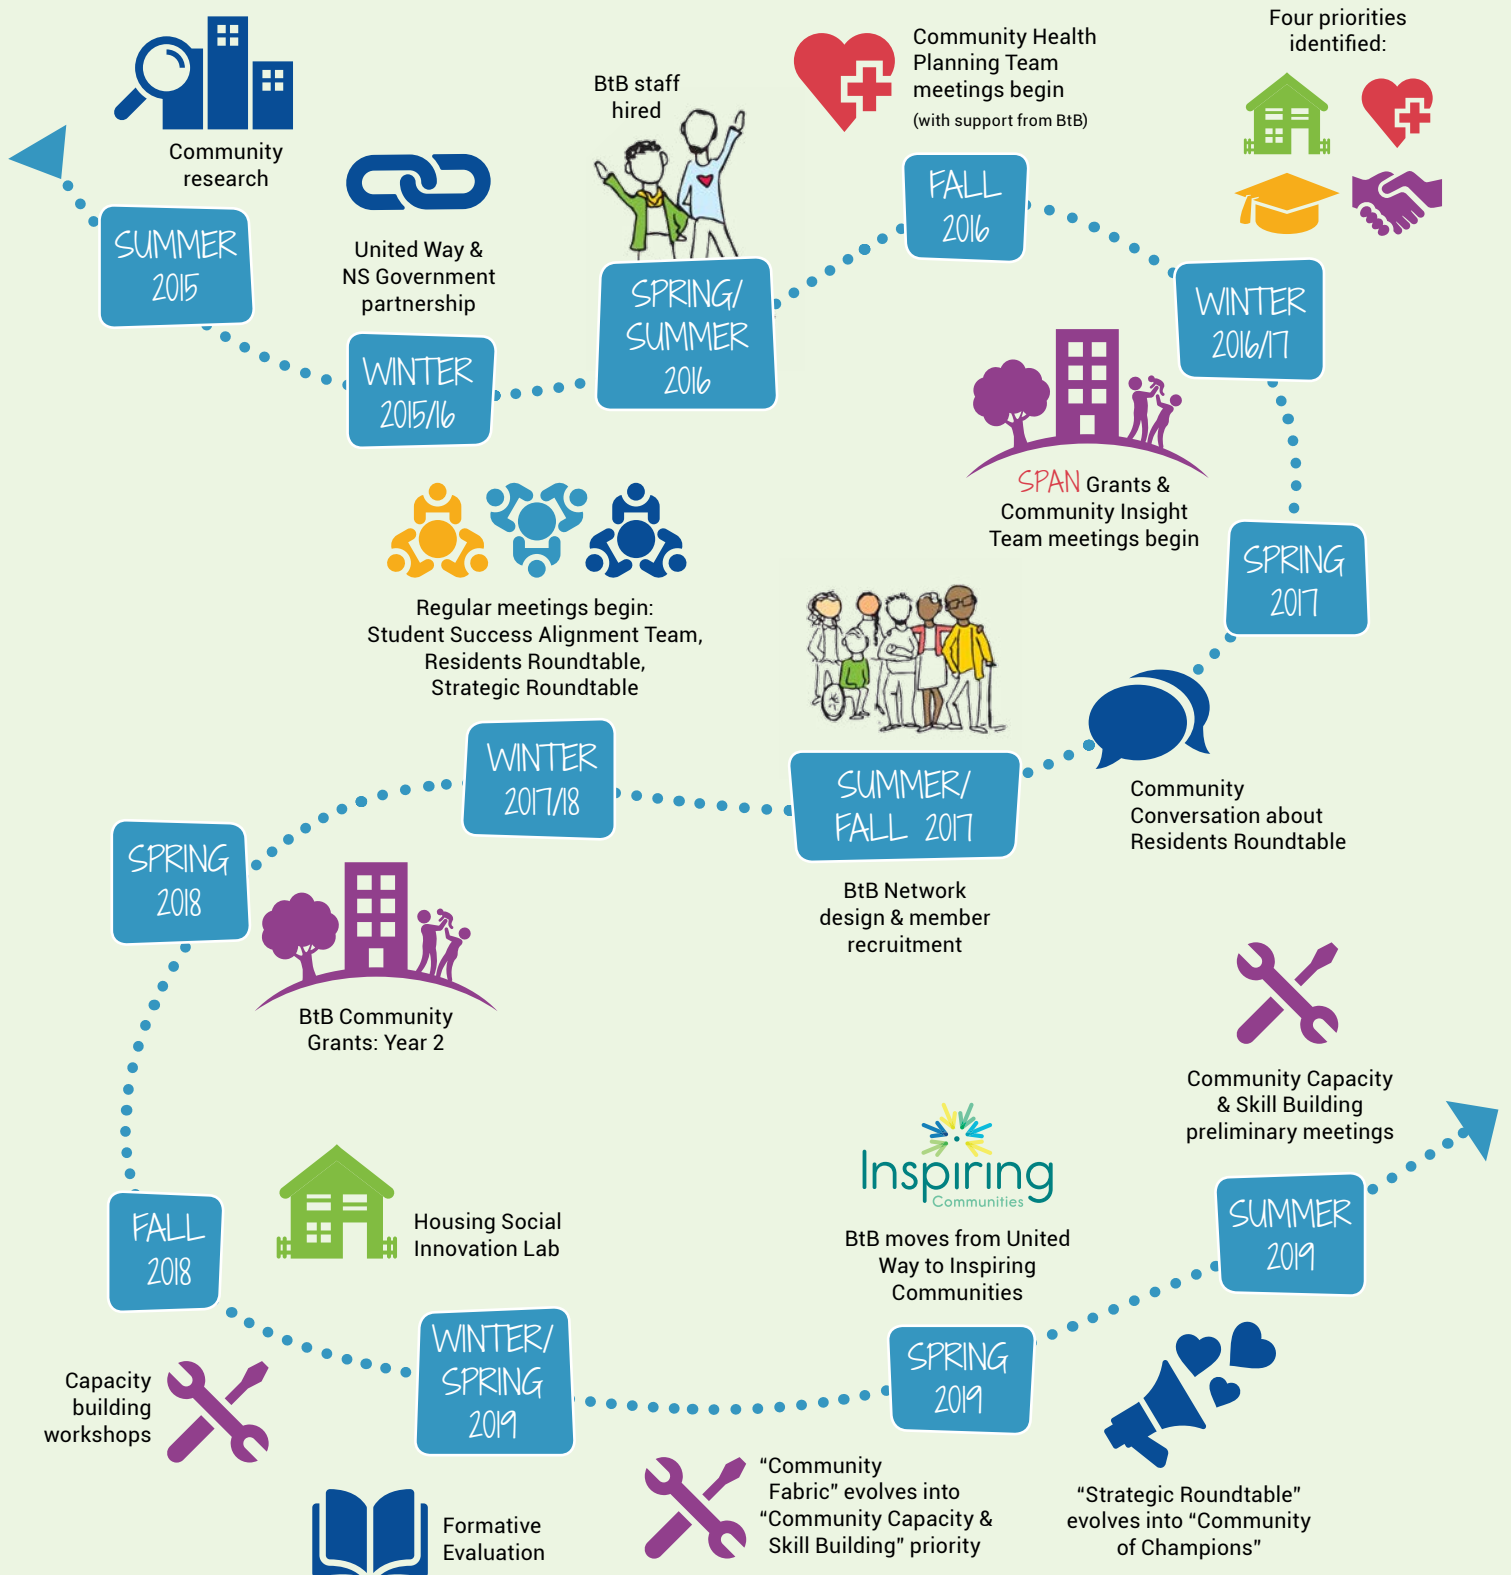 Community
research
SUMMER
2015
United Way &
NS Government
partnership
WINTER
2015/16
BtB staff
hired
SPRING/
SUMMER
2016
Community Health
Planning Team
meetings begin
(with support from BtB)
FALL
2016
Four priorities
identified:
WINTER
2016/17
SPAN Grants &
Community Insight
Team meetings begin
SPRING
2017
Community
Conversation about
Residents Roundtable
SUMMER/
FALL 2017
BtB Network
design & member
recruitment
Regular meetings begin:
Student Success Alignment Team,
Residents Roundtable,
Strategic Roundtable
WINTER
2017/18
SPRING
2018
BtB Community
Grants: Year 2
FALL
2018
Housing Social
Innovation Lab
Capacity
building
workshops
WINTER/
SPRING
2019
Formative
Evaluation
"Community
Fabric" evolves into
"Community Capacity &
Skill Building" priority
Inspiring
Communities
BtB moves from United
Way to Inspiring
Communities
SPRING
2019
"Strategic Roundtable"
evolves into "Community
of Champions"
Community Capacity
& Skill Building
preliminary meetings
SUMMER
2019